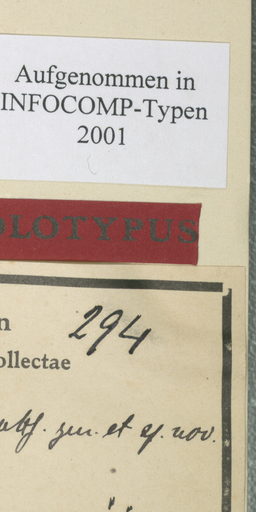 Aufgenommen in
INFOCOMP-Typen
2001
OLOTYPUS
n
294
ollectae
gen. et sp. nov.